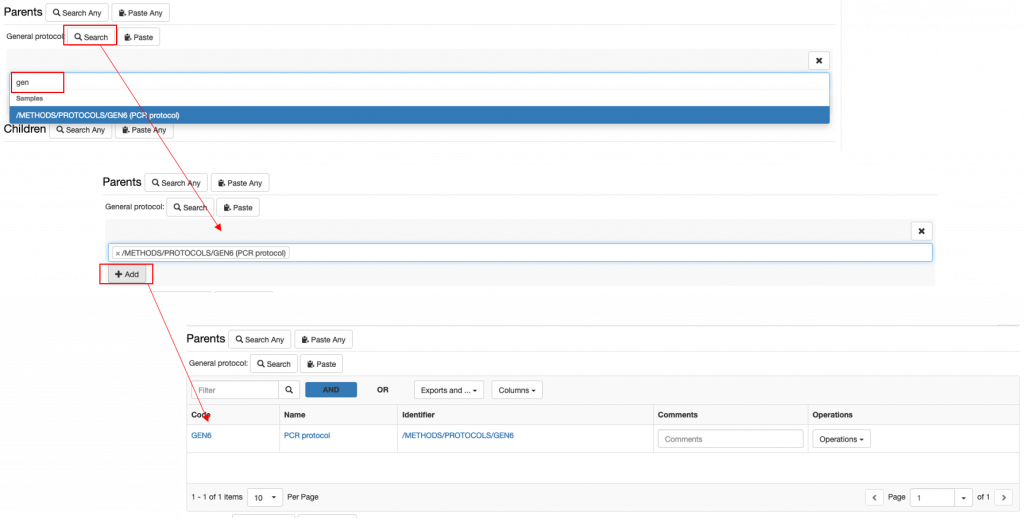 Parents Search Any Paste Any
General protocol: Search Paste
✖
gen
Samples
/METHODS/PROTOCOLS/GEN6 (PCR protocol)
Children Search Any Paste Any
Parents Search Any Paste Any
General protocol: Search Paste
✖
×/METHODS/PROTOCOLS/GEN6 (PCR protocol)
+ Add
Parents Search Any Paste Any
General protocol: Search Paste
Filter AND OR Exports and ... Columns
Code Name Identifier Comments Operations
GEN6 PCR protocol /METHODS/PROTOCOLS/GEN6 Comments Operations
1 - 1 of 1 items 10 Per Page < Page 1 of 1 >